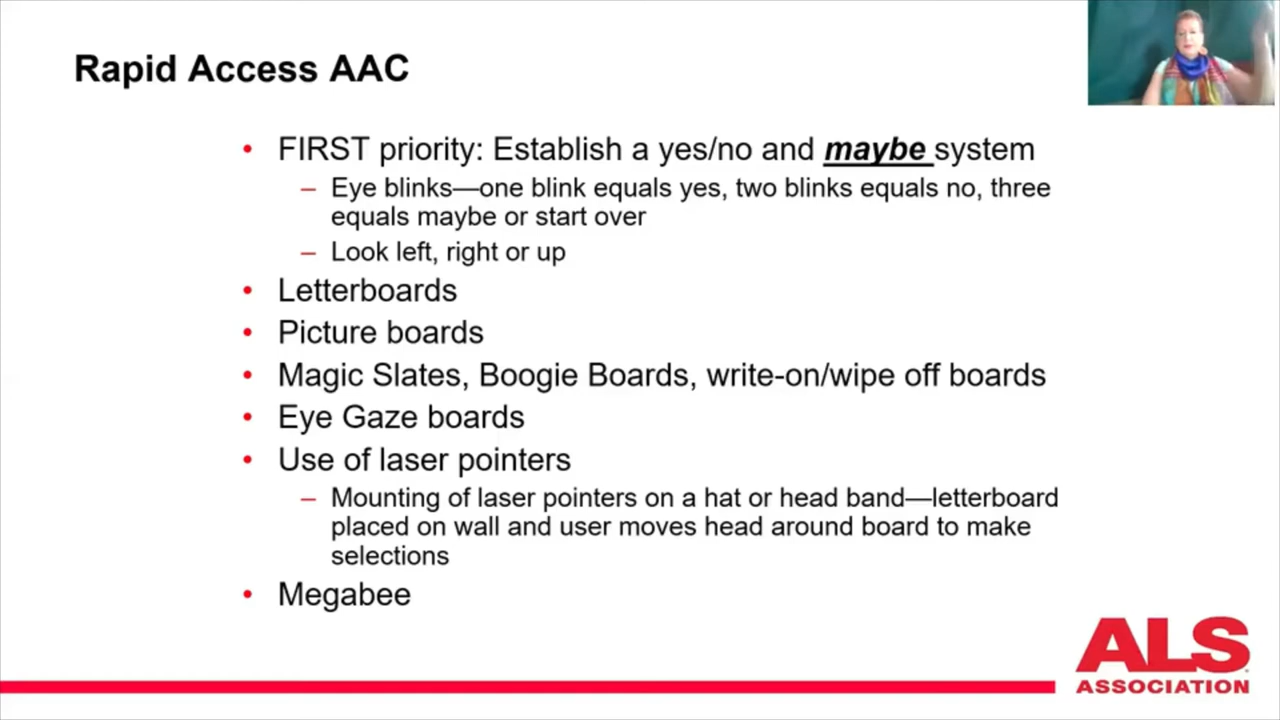 Rapid Access AAC
• FIRST priority: Establish a yes/no and maybe system
– Eye blinks—one blink equals yes, two blinks equals no, three
equals maybe or start over
– Look left, right or up
• Letterboards
• Picture boards
• Magic Slates, Boogie Boards, write-on/wipe off boards
• Eye Gaze boards
• Use of laser pointers
– Mounting of laser pointers on a hat or head band—letterboard
placed on wall and user moves head around board to make
selections
• Megabee
ALS
ASSOCIATION